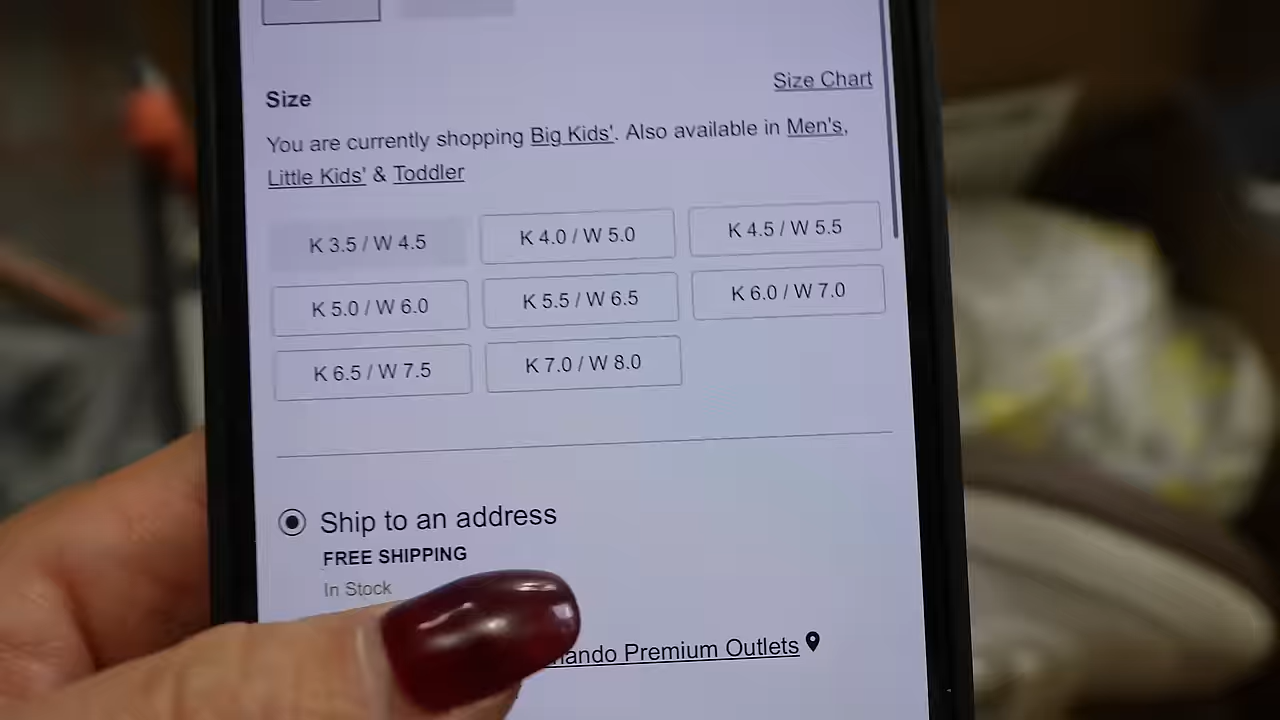 Size
Size Chart
You are currently shopping Big Kids'. Also available in Men's,
Little Kids' & Toddler
K 3.5 / W 4.5
K 4.0 / W 5.0
K 4.5 / W 5.5
K 5.0 / W 6.0
K 5.5 / W 6.5
K 6.0 / W 7.0
K 6.5 / W 7.5
K 7.0 / W 8.0
Ship to an address
FREE SHIPPING
In Stock
Premium Outlets